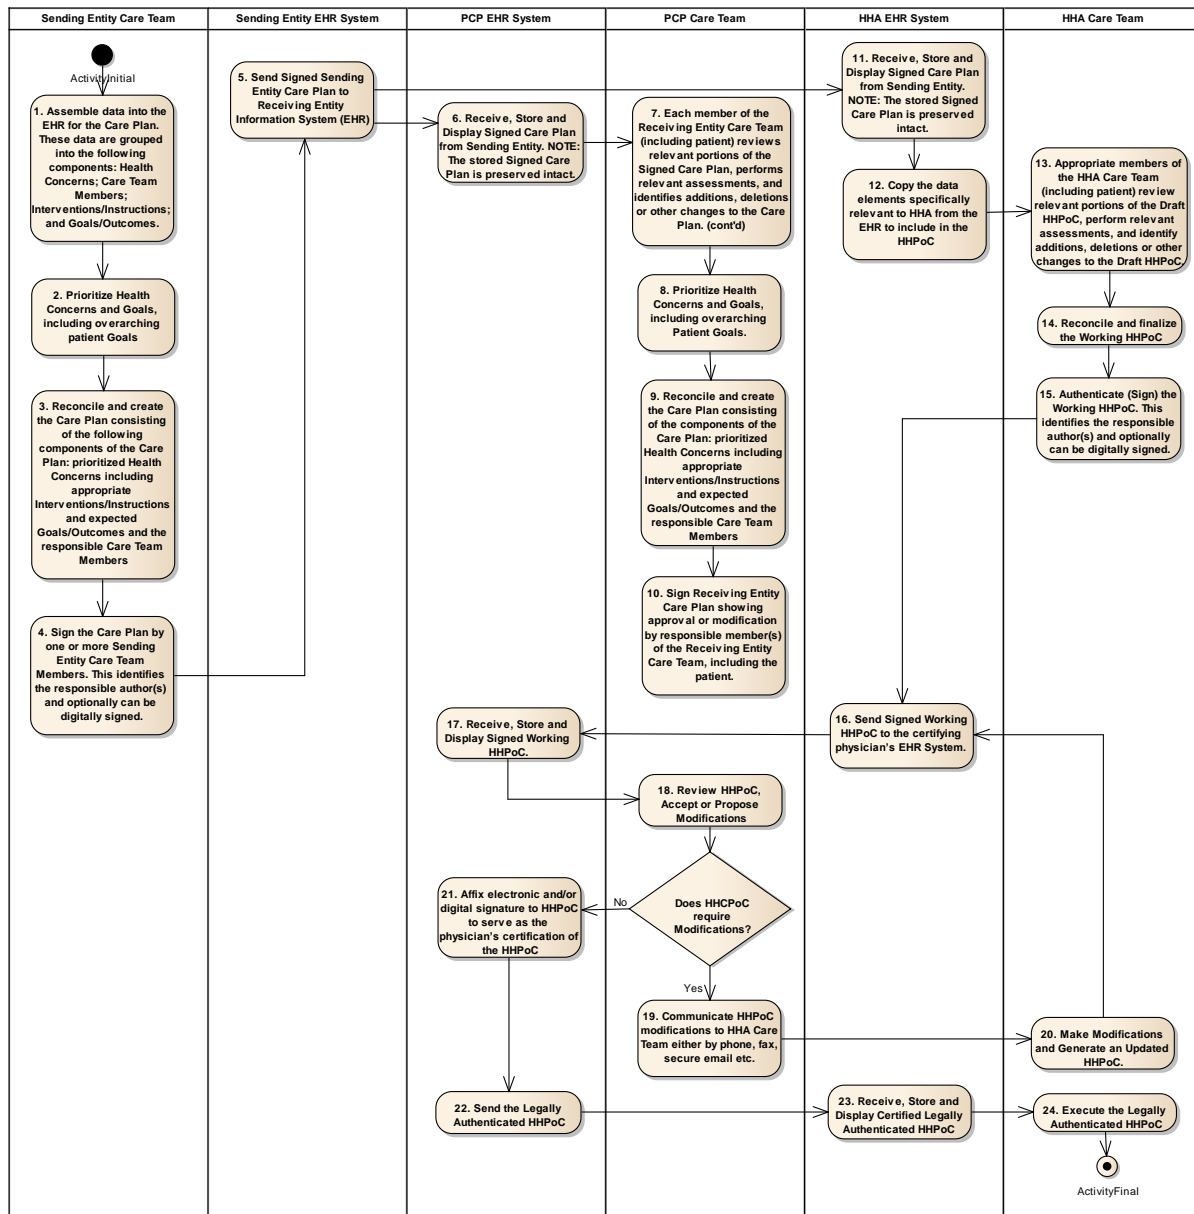 Sending Entity Care Team
Sending Entity EHR System
PCP EHR System
PCP Care Team
HHA EHR System
HHA Care Team
ActivityInitial
1. Assemble data into the
EHR for the Care Plan.
These data are grouped
into the following
components: Health
Concerns; Care Team
Members;
Interventions/Instructions;
and Goals/Outcomes.
2. Prioritize Health
Concerns and Goals,
including overarching
patient Goals
3. Reconcile and create
the Care Plan consisting
of the following
components of the Care
Plan: prioritized Health
Concerns including
appropriate
Interventions/Instructions
and expected
Goals/Outcomes and the
responsible Care Team
Members
4. Sign the Care Plan by
one or more Sending
Entity Care Team
Members. This identifies
the responsible author(s)
and optionally can be
digitally signed.
5. Send Signed Sending
Entity Care Plan to
Receiving Entity
Information System (EHR)
6. Receive, Store and
Display Signed Care Plan
from Sending Entity. NOTE:
The stored Signed Care
Plan is preserved intact.
7. Each member of the
Receiving Entity Care Team
(including patient) reviews
relevant portions of the
Signed Care Plan, performs
relevant assessments, and
identifies additions, deletions
or other changes to the Care
Plan. (cont'd)
8. Prioritize Health
Concerns and Goals,
including overarching
Patient Goals.
9. Reconcile and create
the Care Plan consisting
of the components of the
Care Plan: prioritized
Health Concerns including
appropriate
Interventions/Instructions
and expected
Goals/Outcomes and the
responsible Care Team
Members
10. Sign Receiving Entity
Care Plan showing
approval or modification
by responsible member(s)
of the Receiving Entity
Care Team, including the
patient.
11. Receive, Store and
Display Signed Care Plan
from Sending Entity.
NOTE: The stored Signed
Care Plan is preserved
intact.
12. Copy the data
elements specifically
relevant to HHA from the
EHR to include in the
HHPoC
13. Appropriate members of
the HHA Care Team
(including patient) review
relevant portions of the Draft
HHPoC, perform relevant
assessments, and identify
additions, deletions or other
changes to the Draft HHPoC.
14. Reconcile and finalize
the Working HHPoC
15. Authenticate (Sign) the
Working HHPoC. This
identifies the responsible
author(s) and optionally
can be digitally signed.
16. Send Signed Working
HHPoC to the certifying
physician's EHR System.
17. Receive, Store and
Display Signed Working
HHPoC.
18. Review HHPoC,
Accept or Propose
Modifications
Does HHCPoC
require
Modifications?
No
Yes
21. Affix electronic and/or
digital signature to HHPoC
to serve as the
physician's certification of
the HHPoC
19. Communicate HHPoC
modifications to HHA Care
Team either by phone, fax,
secure email etc.
20. Make Modifications
and Generate an Updated
HHPoC.
22. Send the Legally
Authenticated HHPoC
23. Receive, Store and
Display Certified Legally
Authenticated HHPoC
24. Execute the Legally
Authenticated HHPoC
ActivityFinal